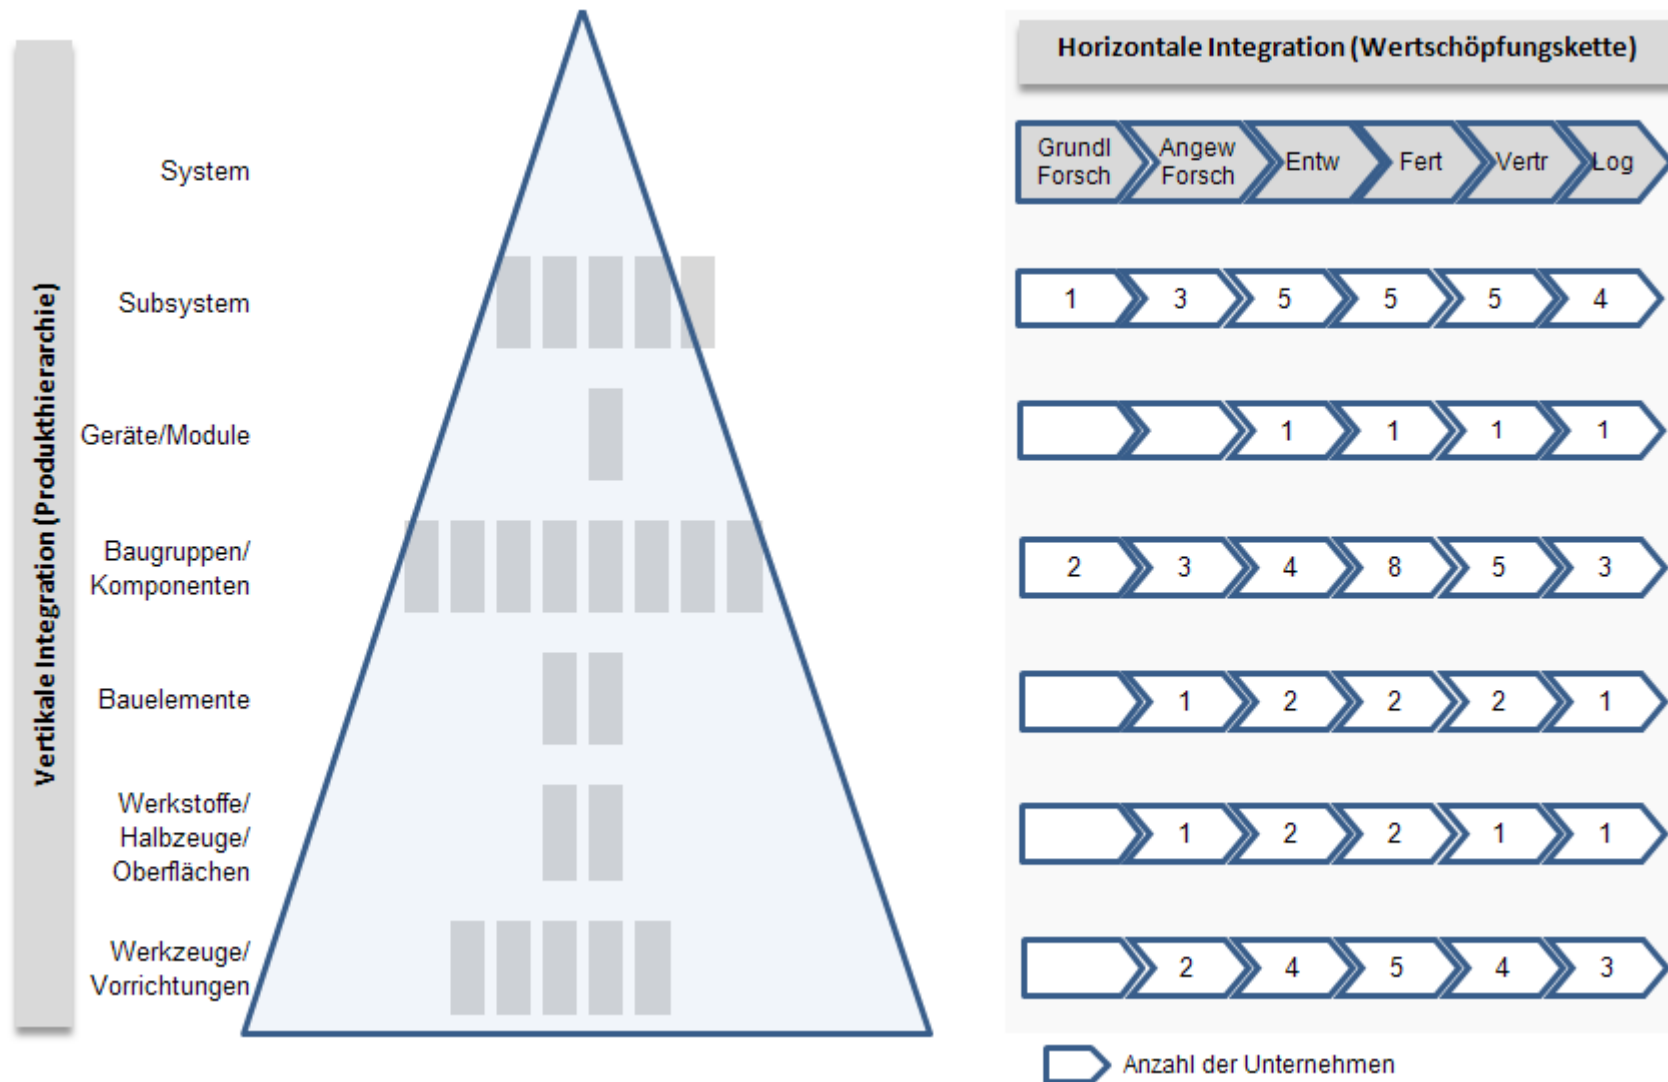 Vertikale Integration (Produkthierarchie)
Horizontale Integration (Wertschöpfungskette)
System
Grundl
Forsch
Angew
Forsch
Entw
Fert
Vertr
Log
Subsystem
1
3
5
5
5
4
Geräte/Module
1
1
1
1
Baugruppen/
Komponenten
2
3
4
8
5
3
Bauelemente
1
2
2
2
1
Werkstoffe/
Halbzeuge/
Oberflächen
1
2
2
1
1
Werkzeuge/
Vorrichtungen
2
4
5
4
3
Anzahl der Unternehmen